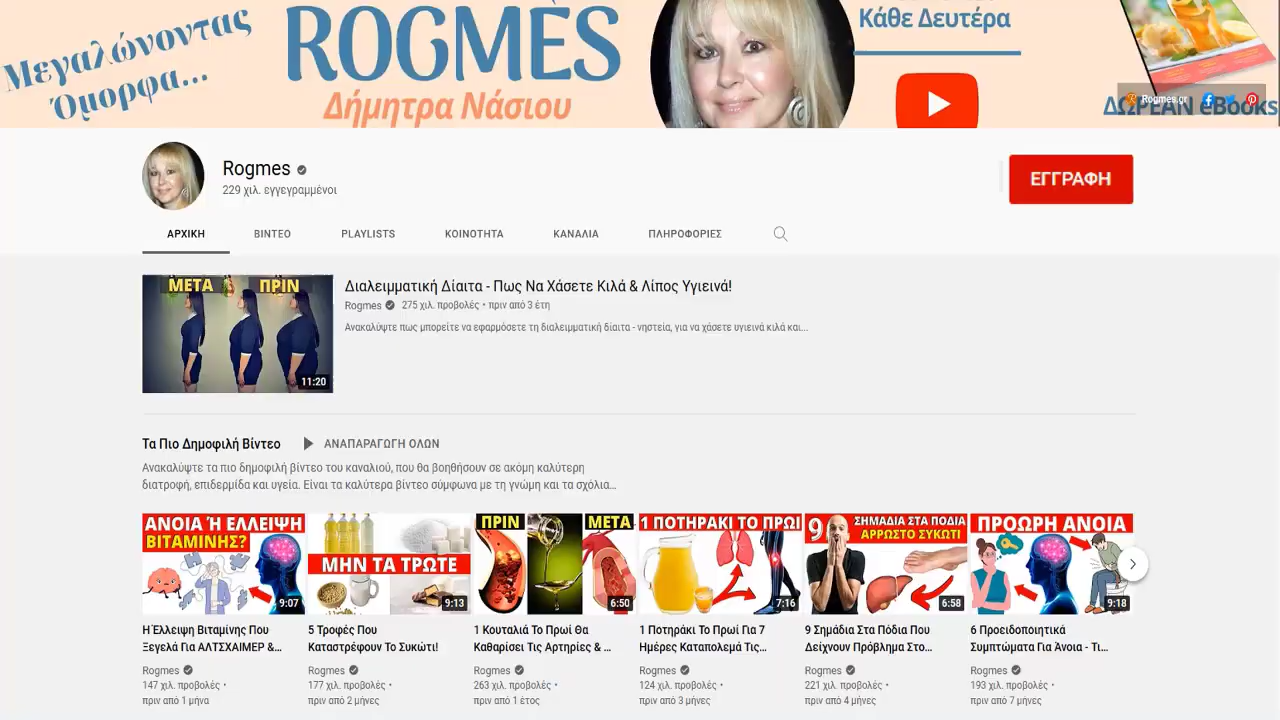 Μεγαλώνοντας
Όμορφα...
ROGMÈS
Δήμητρα Νάσιου
Κάθε Δευτέρα
Rogmes.gr
ΔΩΡΕΑΝ eBooks
Rogmes
229 χιλ. εγγεγραμμένοι
ΕΓΓΡΑΦΗ
ΑΡΧΙΚΗ ΒΙΝΤΕΟ PLAYLISTS ΚΟΙΝΟΤΗΤΑ ΚΑΝΑΛΙΑ ΠΛΗΡΟΦΟΡΙΕΣ
ΜΕΤΑ ΠΡΙΝ
11:20
Διαλειμματική Δίαιτα - Πως Να Χάσετε Κιλά & Λίπος Υγιεινά!
Rogmes 275 χιλ. προβολές • πριν από 3 έτη
Ανακαλύψτε πως μπορείτε να εφαρμόσετε τη διαλειμματική δίαιτα - νηστεία, για να χάσετε υγιεινά κιλά και...
Τα Πιο Δημοφιλή Βίντεο ΑΝΑΠΑΡΑΓΩΓΗ ΟΛΩΝ
Ανακαλύψτε τα πιο δημοφιλή βίντεο του καναλιού, που θα βοηθήσουν σε ακόμη καλύτερη
διατροφή, επιδερμίδα και υγεία. Είναι τα καλύτερα βίντεο σύμφωνα με τη γνώμη και τα σχόλια...
ΑΝΟΙΑ Ή ΕΛΛΕΙΨΗ
ΒΙΤΑΜΙΝΗΣ?
9:07
Η Έλλειψη Βιταμίνης Που
Ξεγελά Για ΑΛΤΣΧΑΙΜΕΡ &...
Rogmes
147 χιλ. προβολές •
πριν από 1 μήνα
ΜΗΝ ΤΑ ΤΡΩΤΕ
9:13
5 Τροφές Που
Καταστρέφουν Το Συκώτι!
Rogmes
177 χιλ. προβολές •
πριν από 2 μήνες
ΠΡΙΝ ΜΕΤΑ
6:50
1 Κουταλιά Το Πρωί Θα
Καθαρίσει Τις Αρτηρίες & ...
Rogmes
263 χιλ. προβολές •
πριν από 1 έτος
1 ΠΟΤΗΡΑΚΙ ΤΟ ΠΡΩΙ
7:16
1 Ποτηράκι Το Πρωί Για 7
Ημέρες Καταπολεμά Τις...
Rogmes
124 χιλ. προβολές •
πριν από 3 μήνες
9 ΣΗΜΑΔΙΑ ΣΤΑ ΠΟΔΙΑ
ΑΡΡΩΣΤΟ ΣΥΚΩΤΙ
6:58
9 Σημάδια Στα Πόδια Που
Δείχνουν Πρόβλημα Στο...
Rogmes
221 χιλ. προβολές •
πριν από 4 μήνες
ΠΡΟΩΡΗ ΑΝΟΙΑ
9:18
6 Προειδοποιητικά
Συμπτώματα Για Άνοια - Τι...
Rogmes
193 χιλ. προβολές •
πριν από 7 μήνες